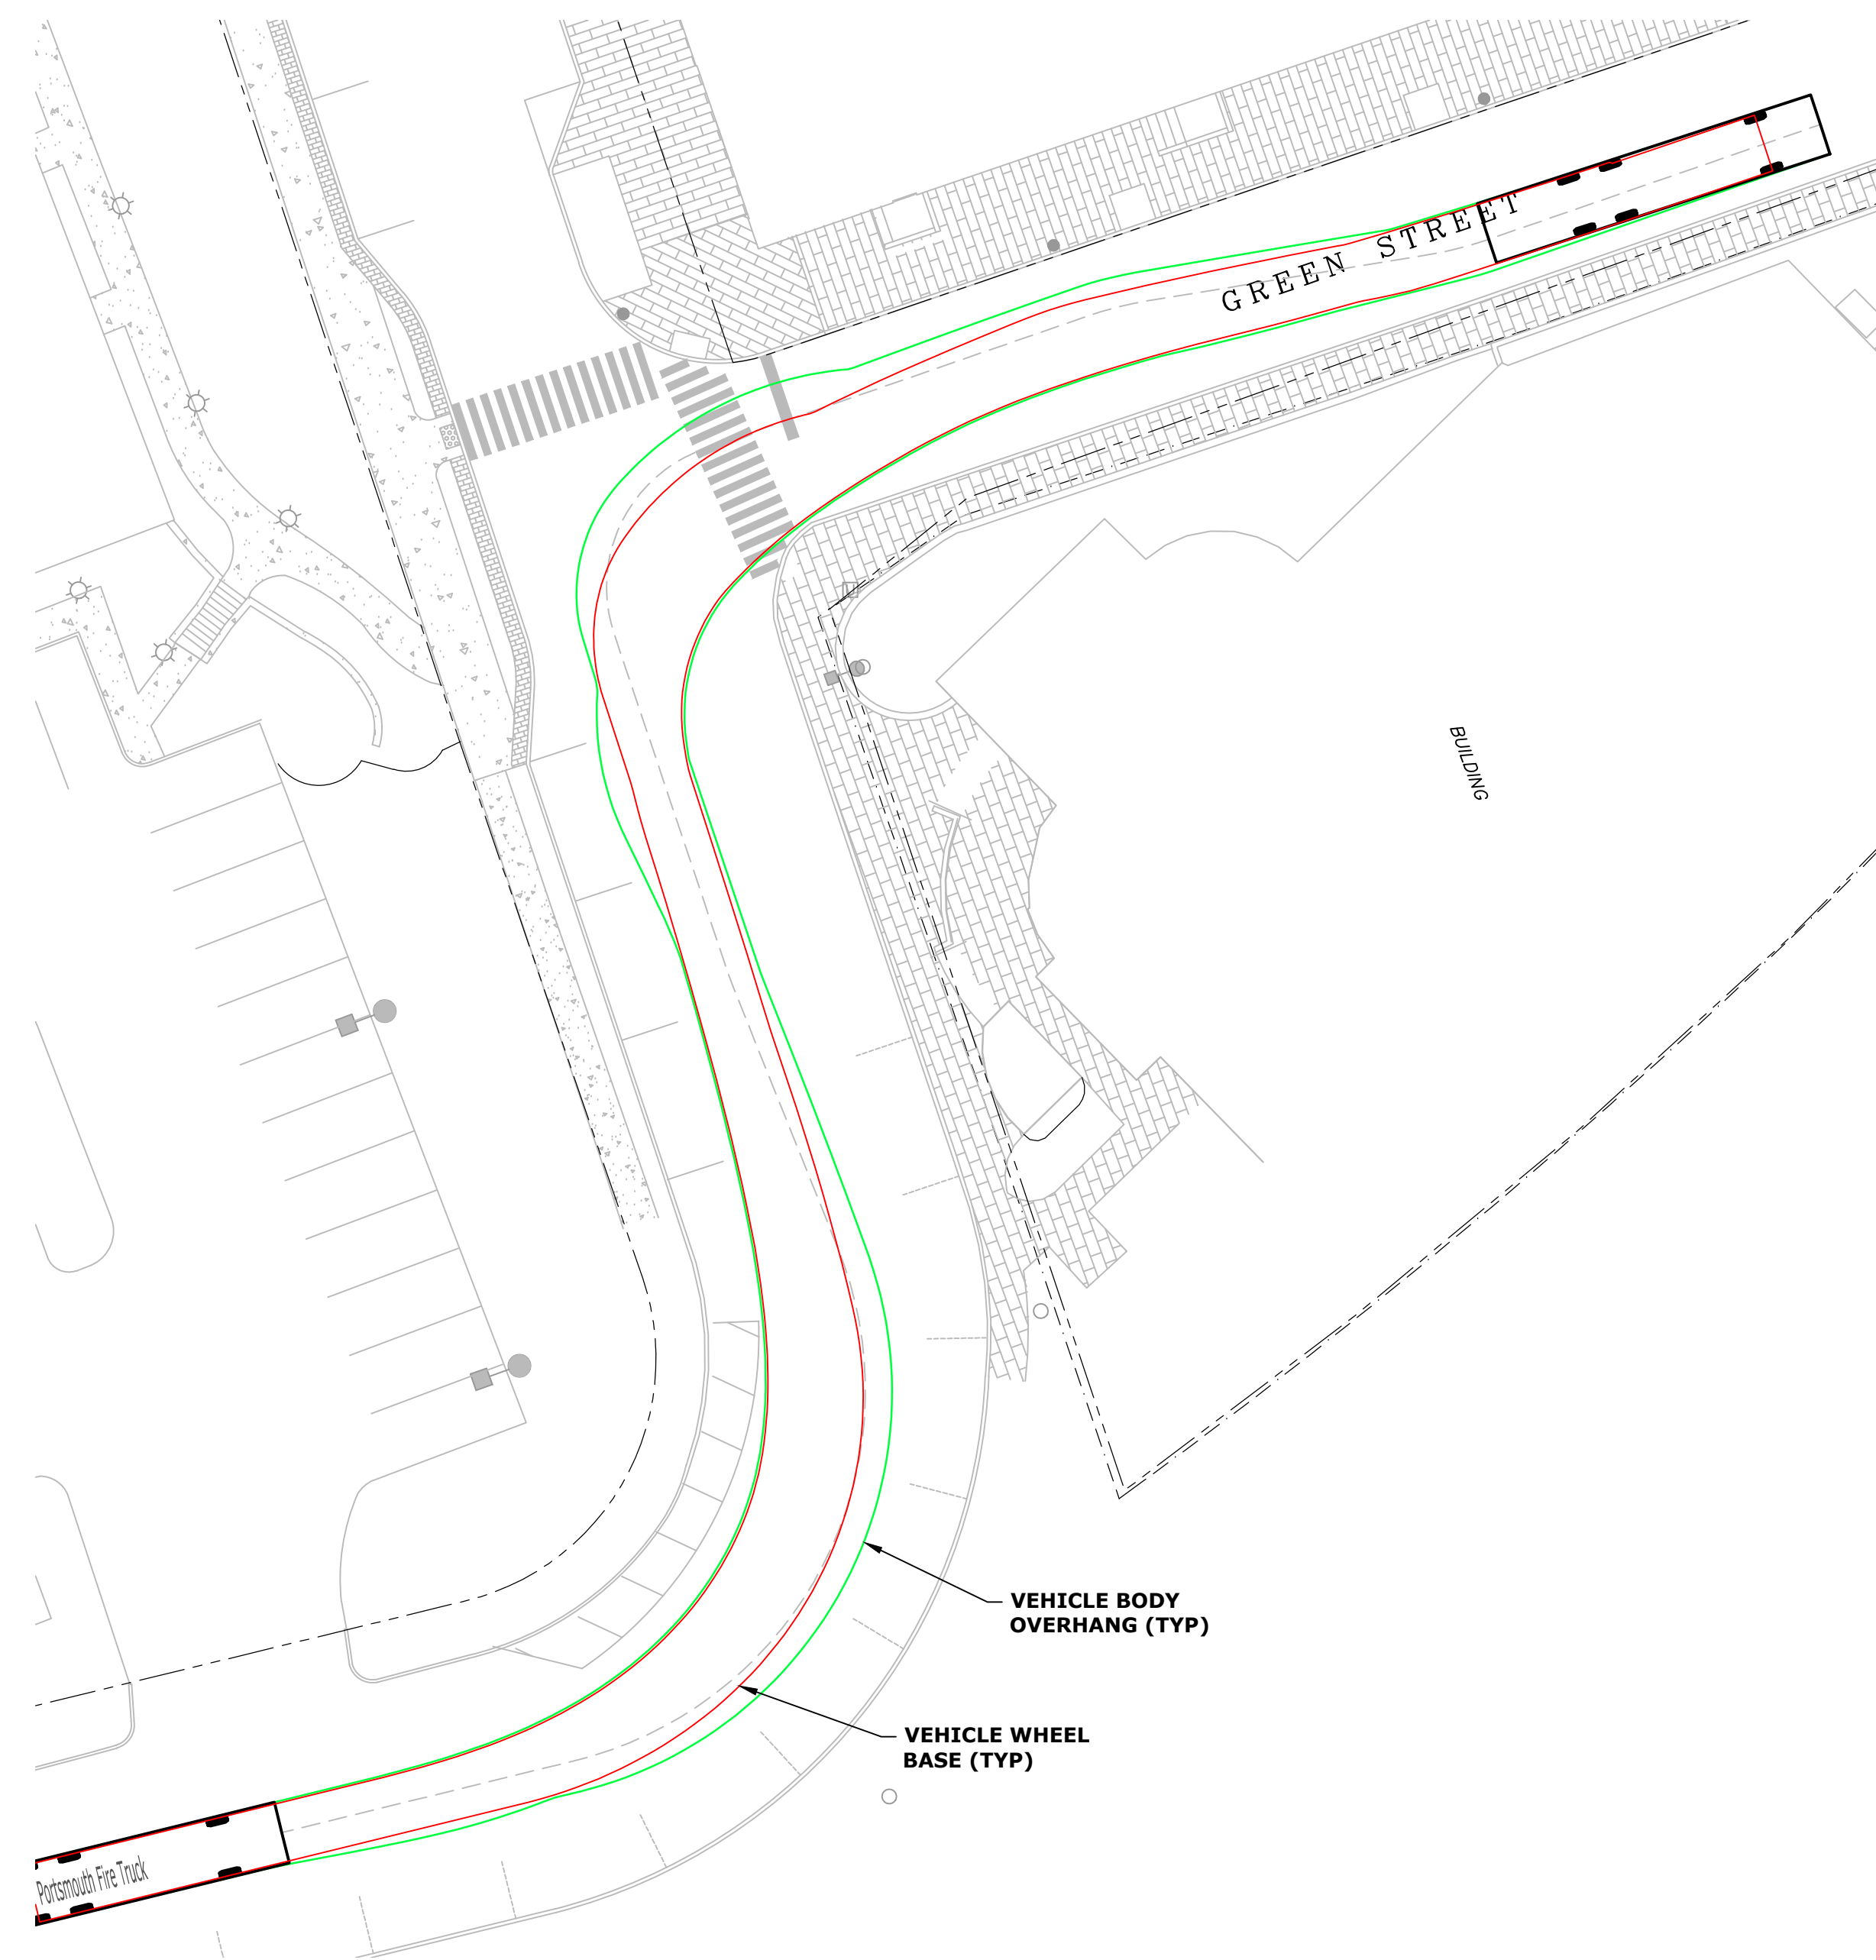 GREEN STREET
BUILDING
VEHICLE BODY
OVERHANG (TYP)
VEHICLE WHEEL
BASE (TYP)
Portsmouth Fire Truck